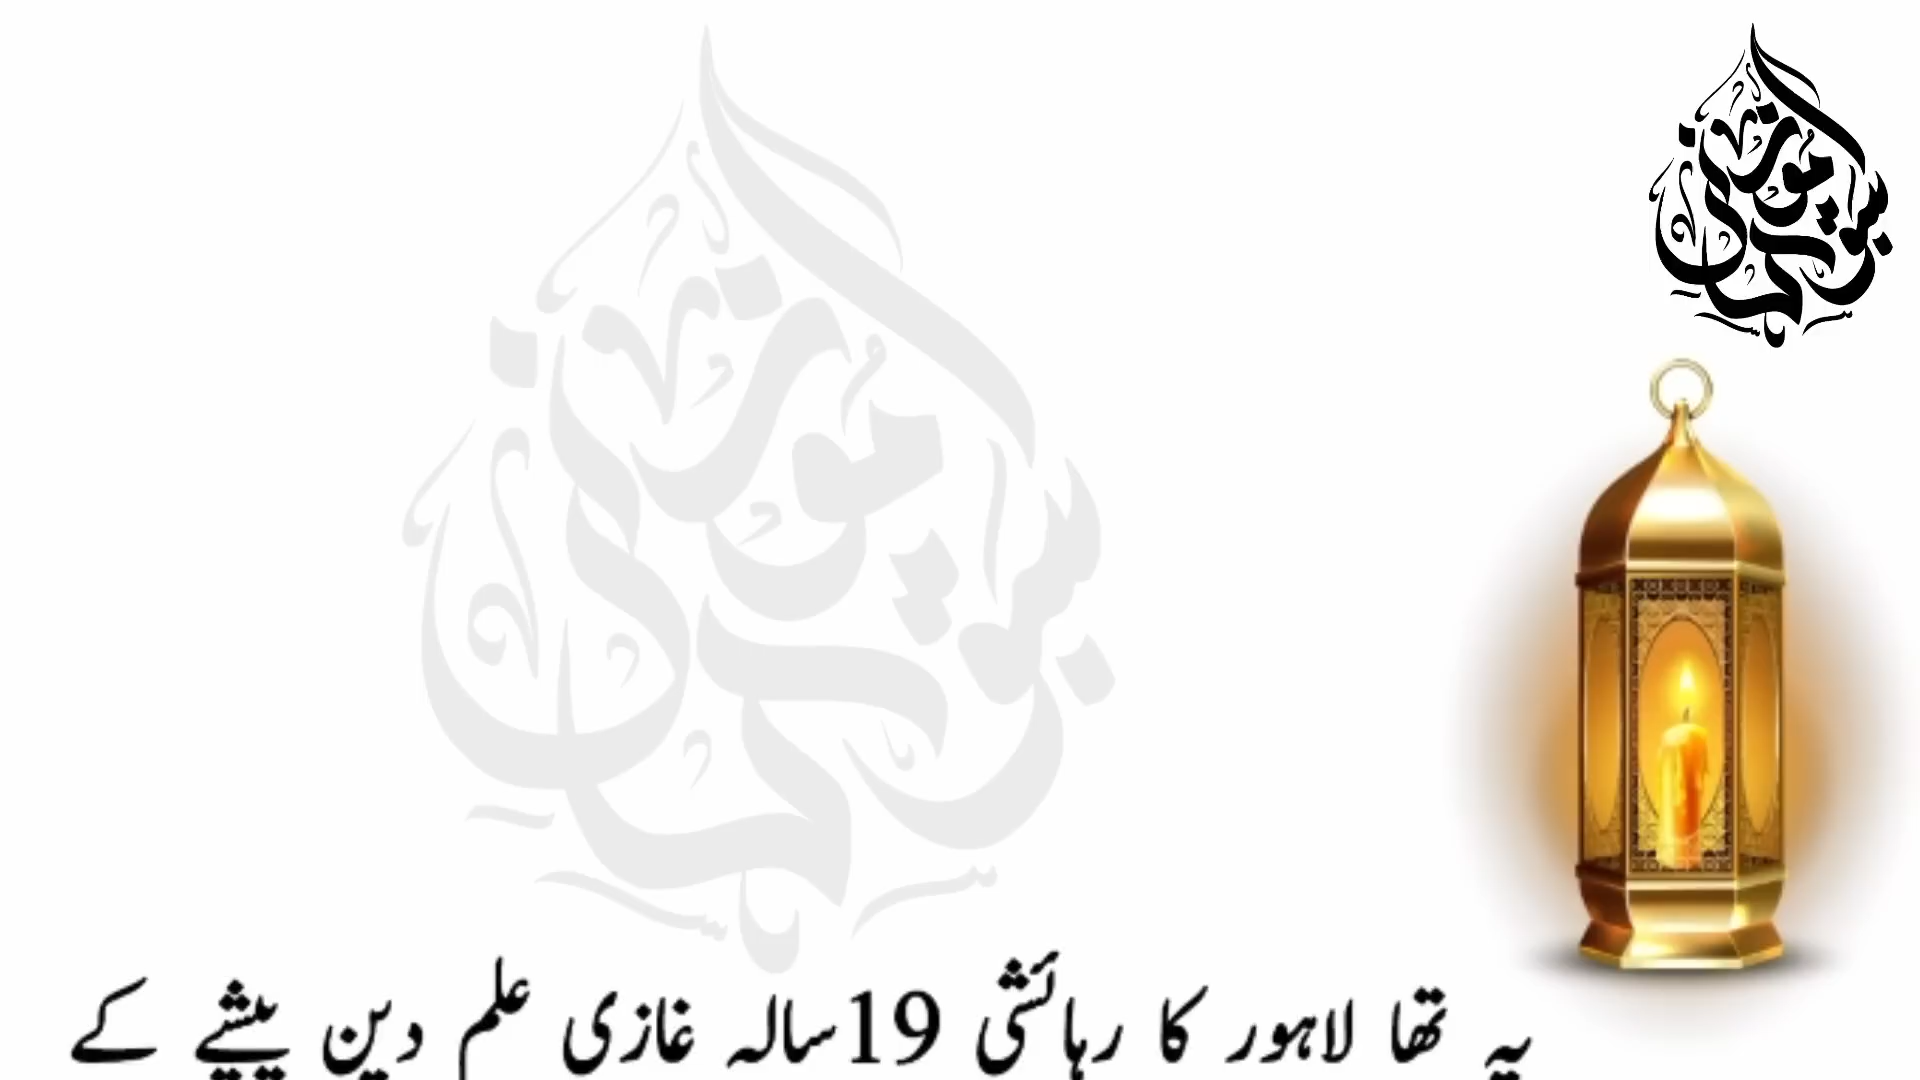 یہ تھا لاہور کا رہائشی 19سالہ غازی علم دین پیشے کے